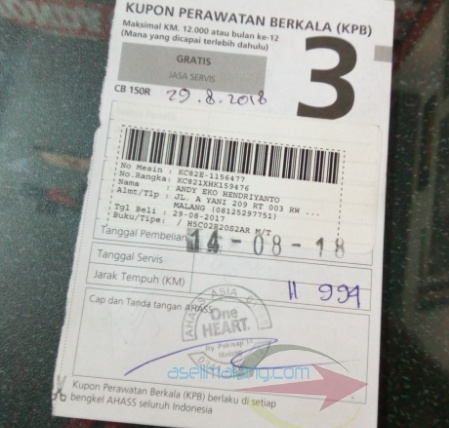 KUPON PERAWATAN BERKALA (KPB)
Maksimal KM. 12.000 atau bulan ke-12
(Mana yang dicapai terlebih dahulu)
GRATIS
JASA SERVIS
3
CB 150R 29.8.2018
No Mesin : KC82E-1156477
No.Rangka: KC821XHK159476
Nama : ANDY EKO HENDRIYANTO
Almt/Tlp : JL. A YANI 209 RT 003 RW ...
MALANG (08125297751)
Tgl Beli : 29-08-2017
Buku/Tipe: / H5C02R20S2AR M/T
Tanggal Pembelian 14-08-18
Tanggal Servis
Jarak Tempuh (KM) 11 991
Cap dan Tanda tangan AHASS
One
HEART.
aselimalang.com
Kupon Perawatan Berkala (KPB) berlaku di setiap
bengkel AHASS seluruh Indonesia